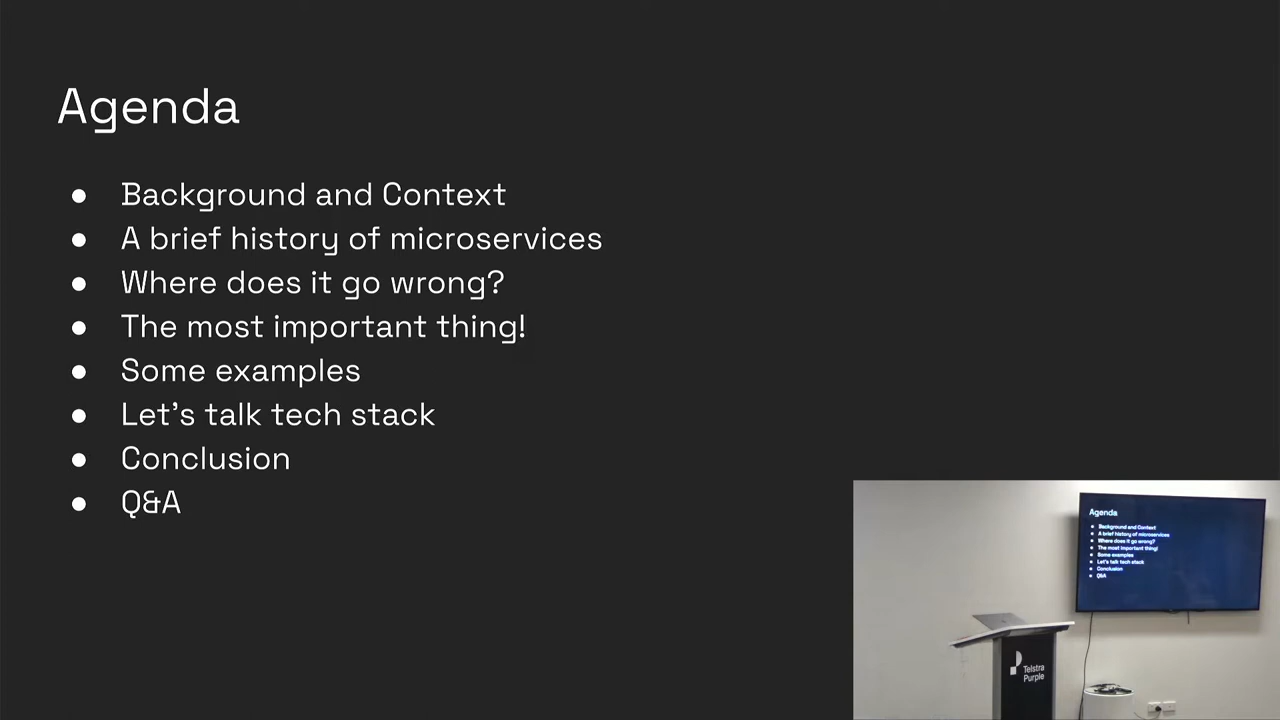 Agenda
● Background and Context
● A brief history of microservices
● Where does it go wrong?
● The most important thing!
● Some examples
● Let's talk tech stack
● Conclusion
● Q&A
Agenda
● Background and Context
● A brief history of microservices
● Where does it go wrong?
● The most important thing!
● Some examples
● Let's talk tech stack
● Conclusion
● Q&A
Telstra
Purple